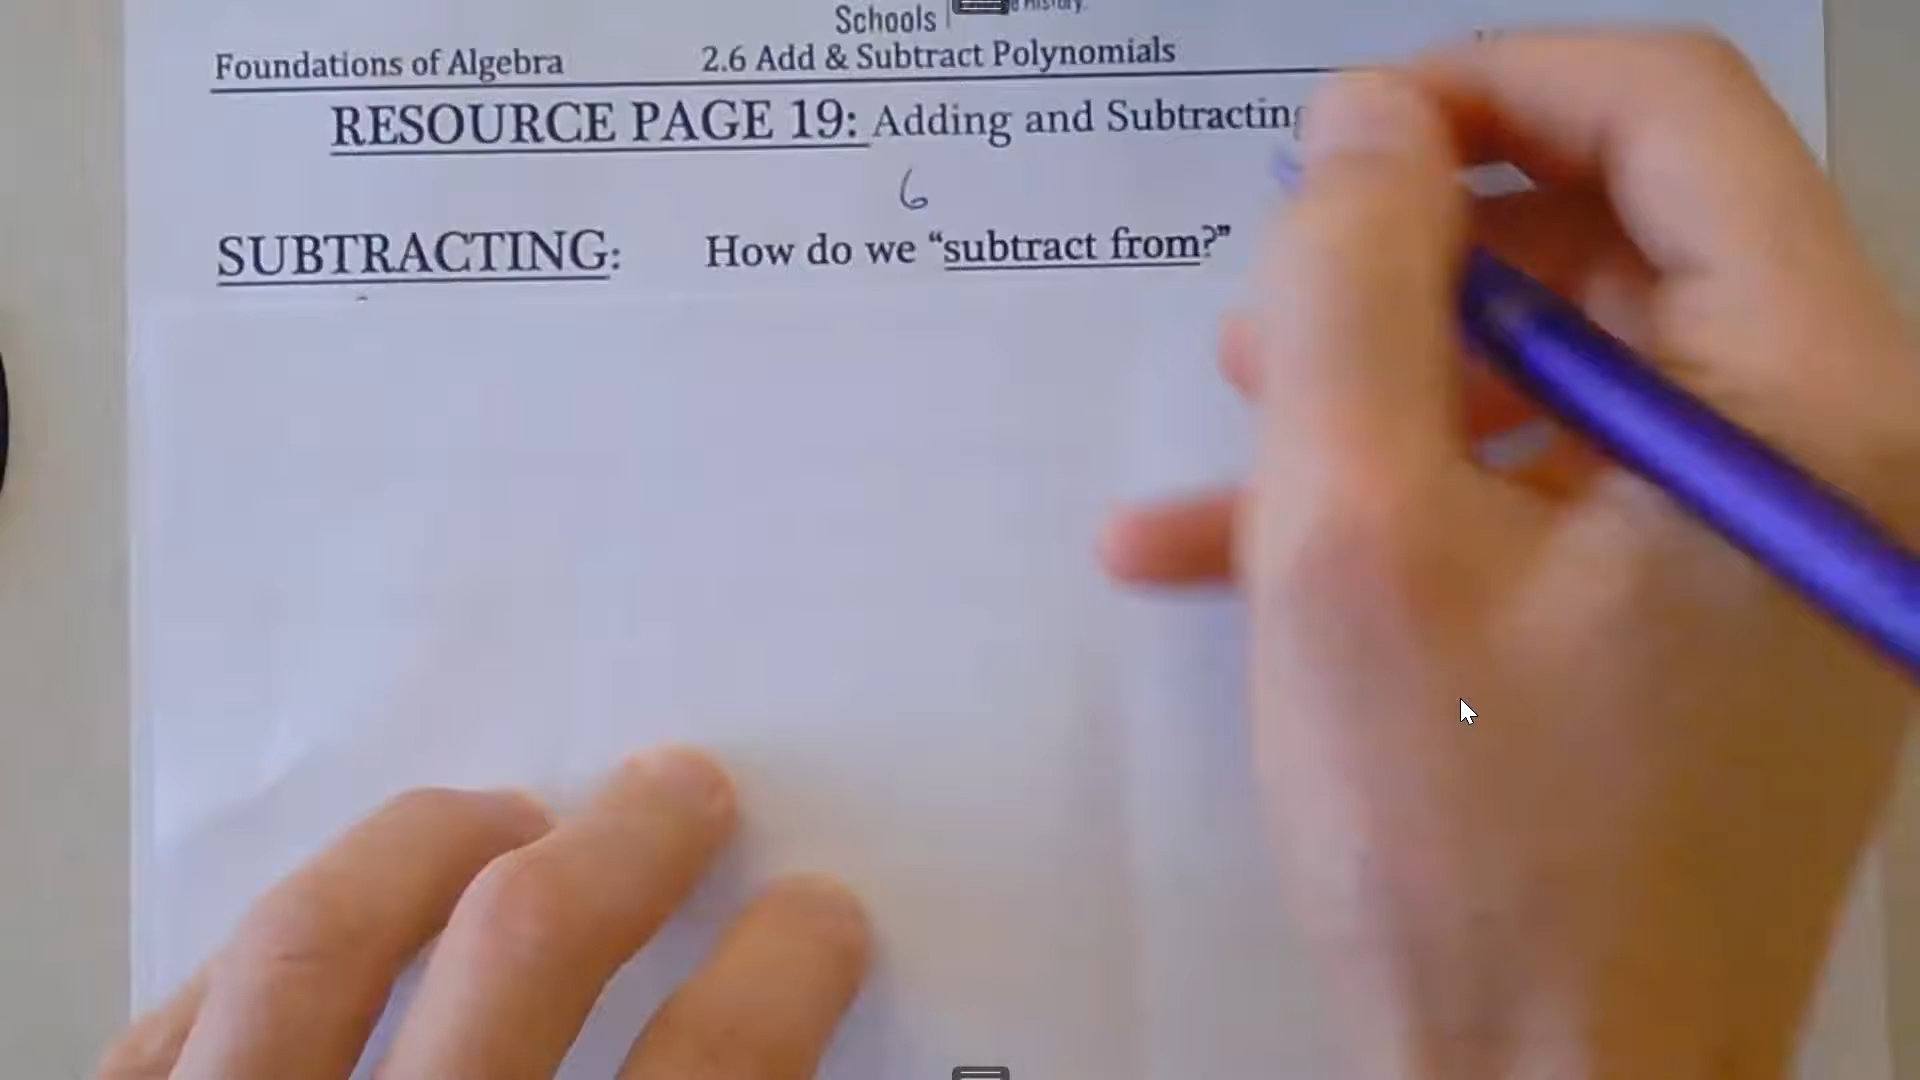 Schools | History.
Foundations of Algebra 2.6 Add & Subtract Polynomials
RESOURCE PAGE 19: Adding and Subtracting
6
SUBTRACTING: How do we “subtract from?”